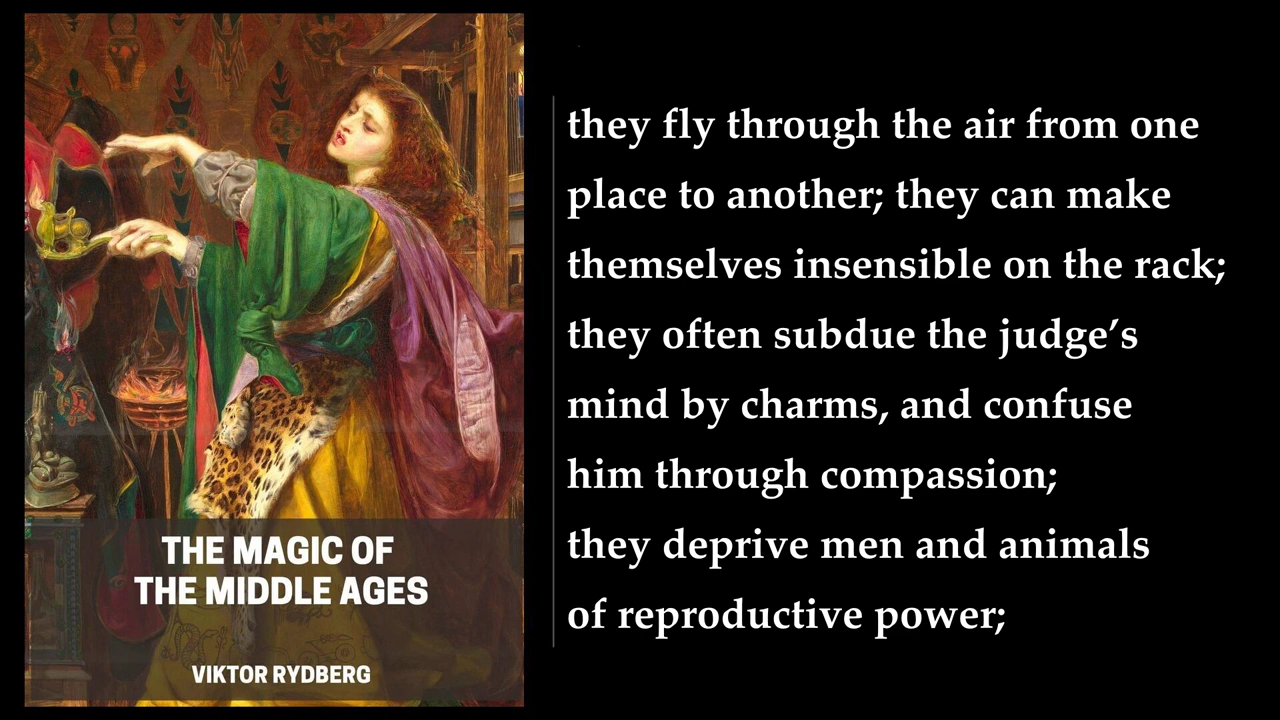 THE MAGIC OF
THE MIDDLE AGES
VIKTOR RYDBERG
they fly through the air from one
place to another; they can make
themselves insensible on the rack;
they often subdue the judge’s
mind by charms, and confuse
him through compassion;
they deprive men and animals
of reproductive power;